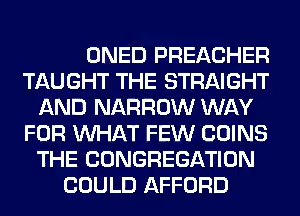 ONED PREACHER
TAUGHT THE STRAIGHT
AND NARROW WAY
FOR WHAT FEW COINS
THE CONGREGATION
COULD AFFORD